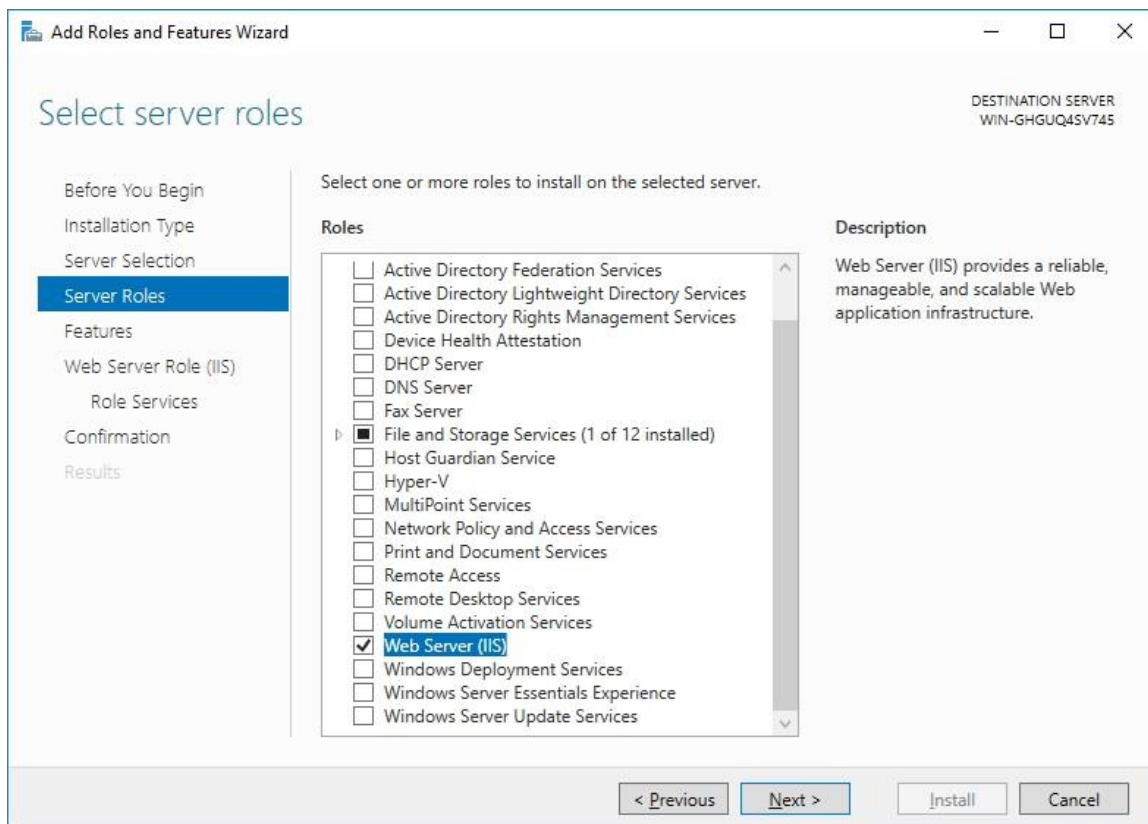 Add Roles and Features Wizard
Select server roles
DESTINATION SERVER
WIN-GHGUQ4SV745
Before You Begin
Installation Type
Server Selection
Server Roles
Features
Web Server Role (IIS)
Role Services
Confirmation
Results
Select one or more roles to install on the selected server.
Roles
Active Directory Federation Services
Active Directory Lightweight Directory Services
Active Directory Rights Management Services
Device Health Attestation
DHCP Server
DNS Server
Fax Server
File and Storage Services (1 of 12 installed)
Host Guardian Service
Hyper-V
MultiPoint Services
Network Policy and Access Services
Print and Document Services
Remote Access
Remote Desktop Services
Volume Activation Services
Web Server (IIS)
Windows Deployment Services
Windows Server Essentials Experience
Windows Server Update Services
Description
Web Server (IIS) provides a reliable,
manageable, and scalable Web
application infrastructure.
< Previous
Next >
Install
Cancel